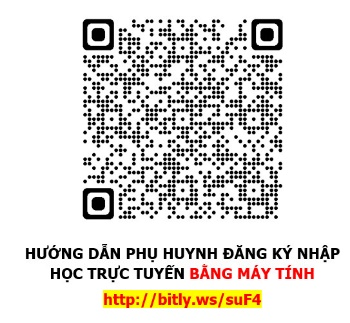 HƯỚNG DẪN PHỤ HUYNH ĐĂNG KÝ NHẬP
HỌC TRỰC TUYẾN BẰNG MÁY TÍNH
http://bitly.ws/suF4